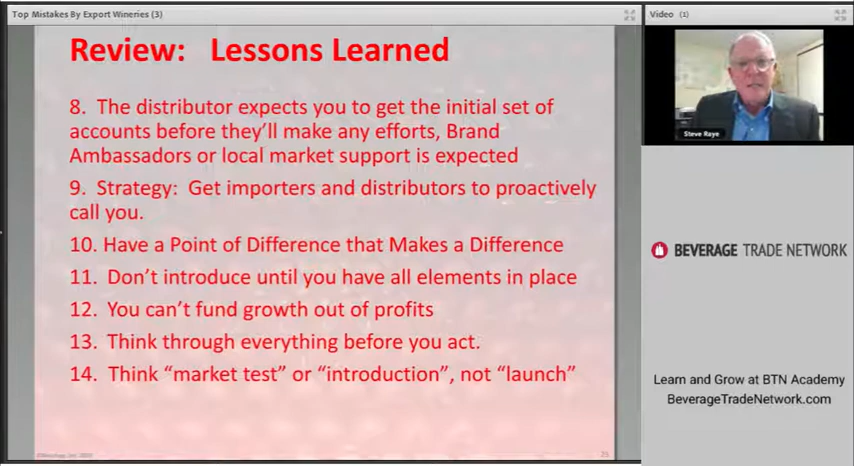 Top Mistakes By Export Wineries (3)
Video (1)
Review: Lessons Learned
8. The distributor expects you to get the initial set of
accounts before they'll make any efforts, Brand
Ambassadors or local market support is expected
9. Strategy: Get importers and distributors to proactively
call you.
10. Have a Point of Difference that Makes a Difference
11. Don't introduce until you have all elements in place
12. You can't fund growth out of profits
13. Think through everything before you act.
14. Think "market test" or "introduction", not "launch"
25
Steve Raye
BEVERAGE TRADE NETWORK
Learn and Grow at BTN Academy
BeverageTradeNetwork.com